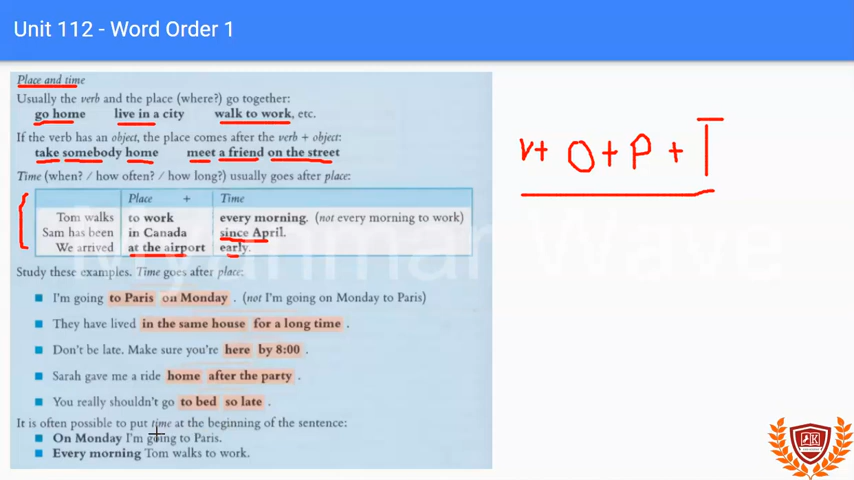 Unit 112 - Word Order 1
Place and time
Usually the verb and the place (where?) go together:
go home live in a city walk to work, etc.
If the verb has an object, the place comes after the verb + object:
take somebody home meet a friend on the street
Time (when? / how often? / how long?) usually goes after place:
Place + Time
Tom walks to work every morning. (not every morning to work)
Sam has been in Canada since April.
We arrived at the airport early.
Study these examples. Time goes after place:
I'm going to Paris on Monday . (not I'm going on Monday to Paris)
They have lived in the same house for a long time .
Don't be late. Make sure you're here by 8:00 .
Sarah gave me a ride home after the party .
You really shouldn't go to bed so late .
It is often possible to put time at the beginning of the sentence:
On Monday I'm going to Paris.
Every morning Tom walks to work.
V+ O+P + T
Myanmar Wave